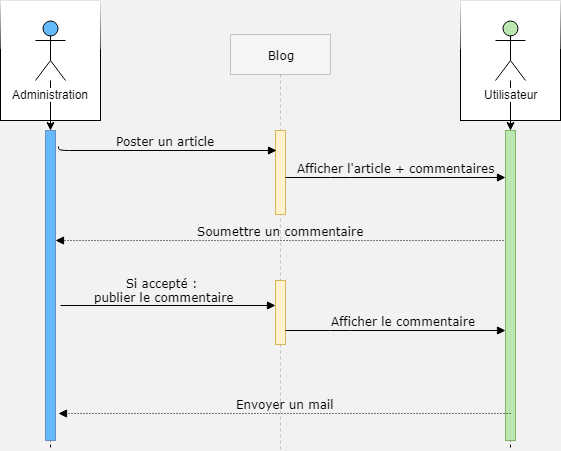 Blog
Administration
Utilisateur
Poster un article
Afficher l'article + commentaires
Soumettre un commentaire
Si accepté :
publier le commentaire
Afficher le commentaire
Envoyer un mail